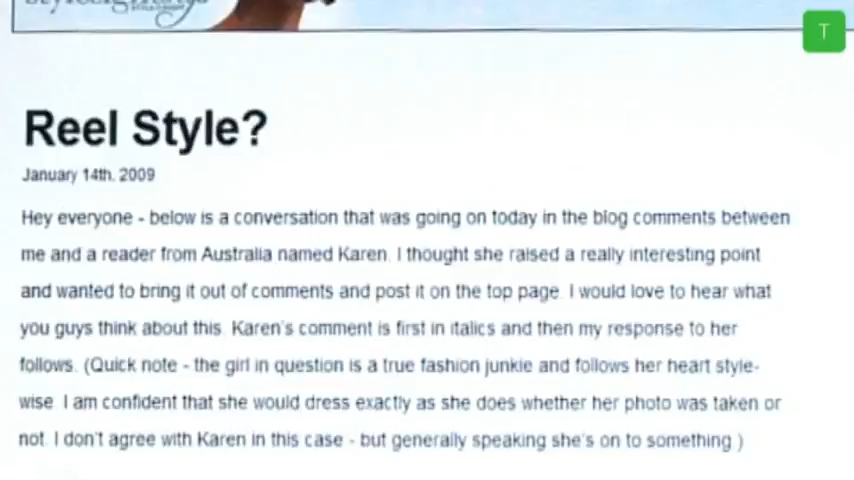 T
Reel Style?
January 14th, 2009
Hey everyone - below is a conversation that was going on today in the blog comments between
me and a reader from Australia named Karen. I thought she raised a really interesting point
and wanted to bring it out of comments and post it on the top page. I would love to hear what
you guys think about this. Karen's comment is first in italics and then my response to her
follows. (Quick note - the girl in question is a true fashion junkie and follows her heart style-
wise. I am confident that she would dress exactly as she does whether her photo was taken or
not. I don't agree with Karen in this case - but generally speaking she's on to something.)